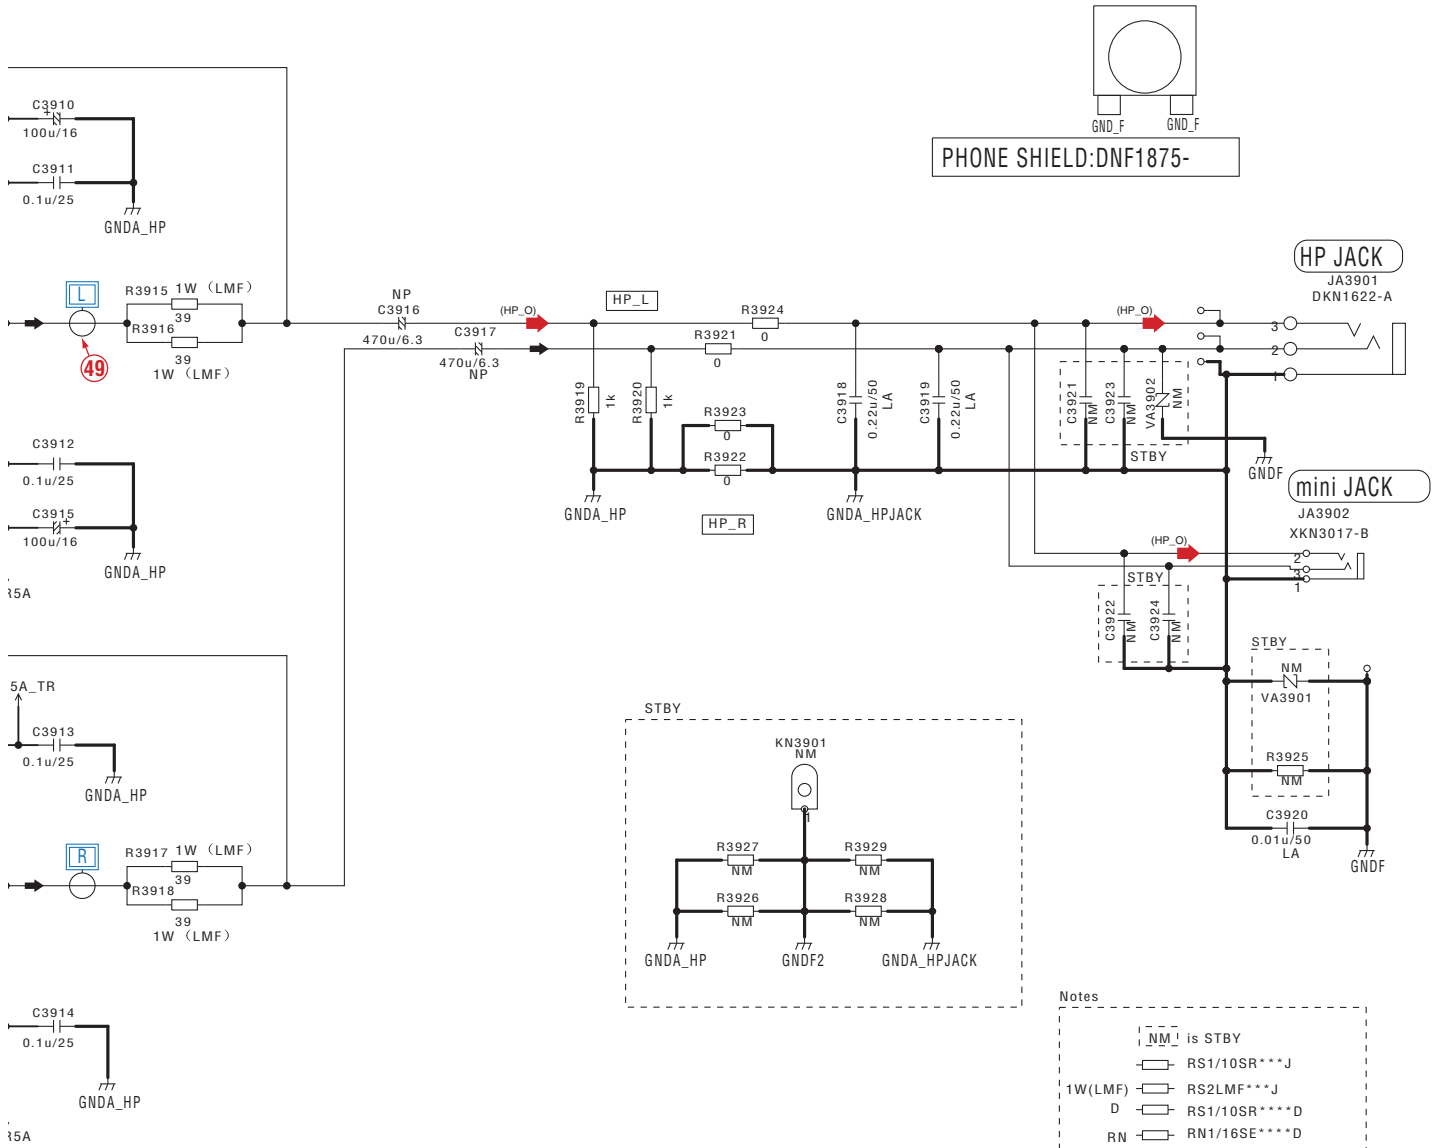 GND_F
GND_F
PHONE SHIELD:DNF1875-
C3910
+
100u/16
C3911
0.1u/25
GNDA_HP
HP JACK
JA3901
DKN1622-A
L
R3915 1W (LMF)
39
R3916
39
1W (LMF)
49
NP
C3916
470u/6.3
C3917
470u/6.3
NP
(HP_O)
HP_L
R3924
0
R3921
0
(HP_O)
3
2
1
R3919
1k
R3920
1k
R3923
0
R3922
0
C3918
0.22u/50
LA
C3919
0.22u/50
LA
C3921
NM
C3923
NM
VA3902
NM
STBY
GNDF
GNDA_HP
HP_R
GNDA_HPJACK
C3912
0.1u/25
C3915
+
100u/16
GNDA_HP
mini JACK
JA3902
XKN3017-B
(HP_O)
2
3
1
STBY
C3922
NM
C3924
NM
STBY
NM
VA3901
R3925
NM
C3920
0.01u/50
LA
GNDF
R5A
5A_TR
C3913
0.1u/25
GNDA_HP
STBY
KN3901
NM
1
R3927
NM
R3929
NM
R3926
NM
R3928
NM
GNDA_HP
GNDF2
GNDA_HPJACK
R
R3917 1W (LMF)
39
R3918
39
1W (LMF)
C3914
0.1u/25
GNDA_HP
R5A
Notes
NM is STBY
RS1/10SR***J
1W(LMF) RS2LMF***J
D RS1/10SR****D
RN RN1/16SE****D